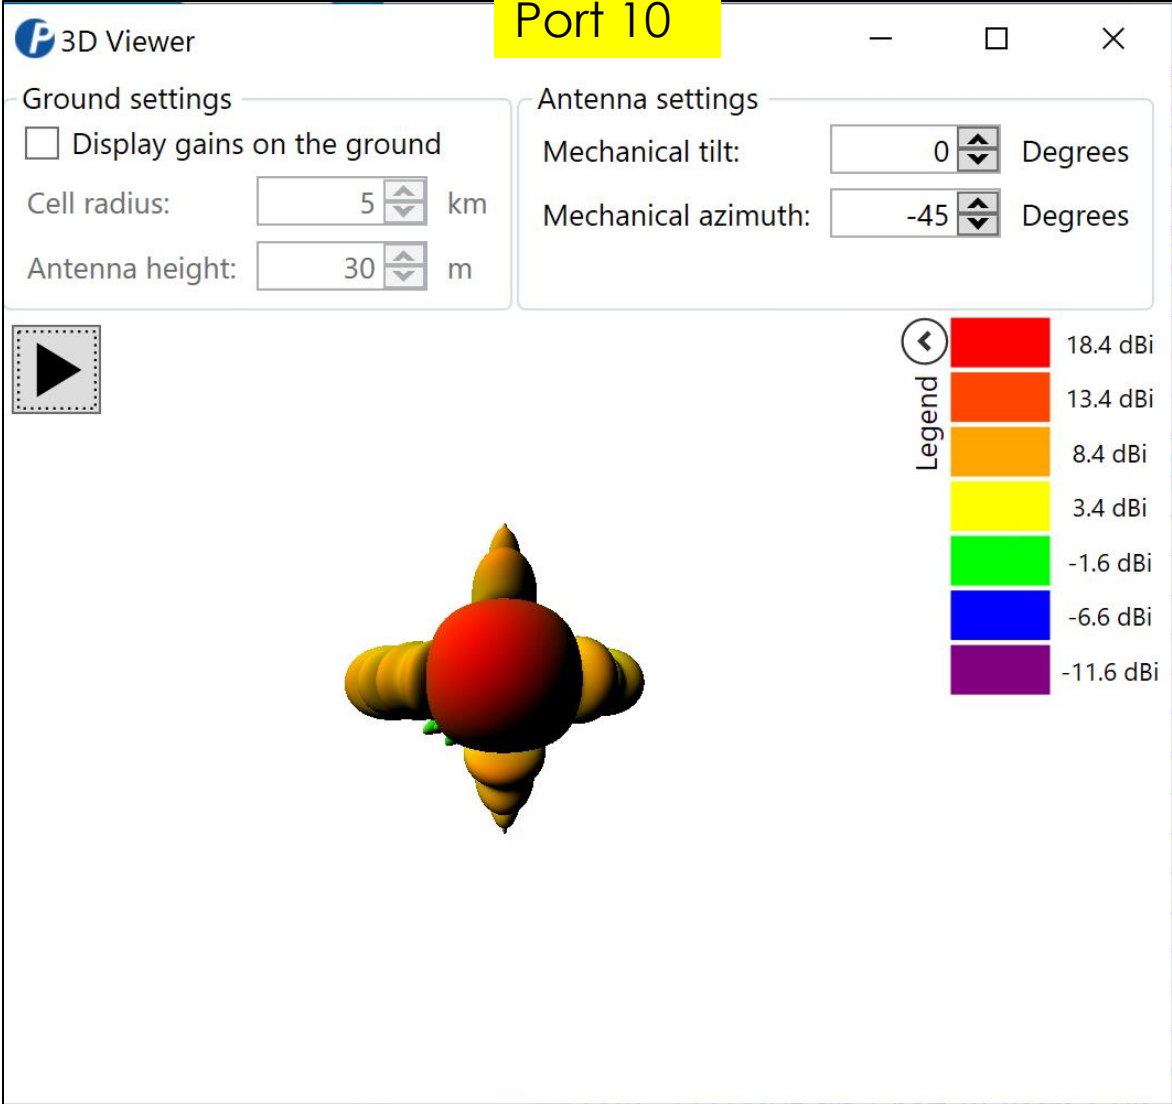 Port 10
3D Viewer
Ground settings
Display gains on the ground
Cell radius: 5 km
Antenna height: 30 m
Antenna settings
Mechanical tilt: 0 Degrees
Mechanical azimuth: -45 Degrees
Legend
18.4 dBi
13.4 dBi
8.4 dBi
3.4 dBi
-1.6 dBi
-6.6 dBi
-11.6 dBi